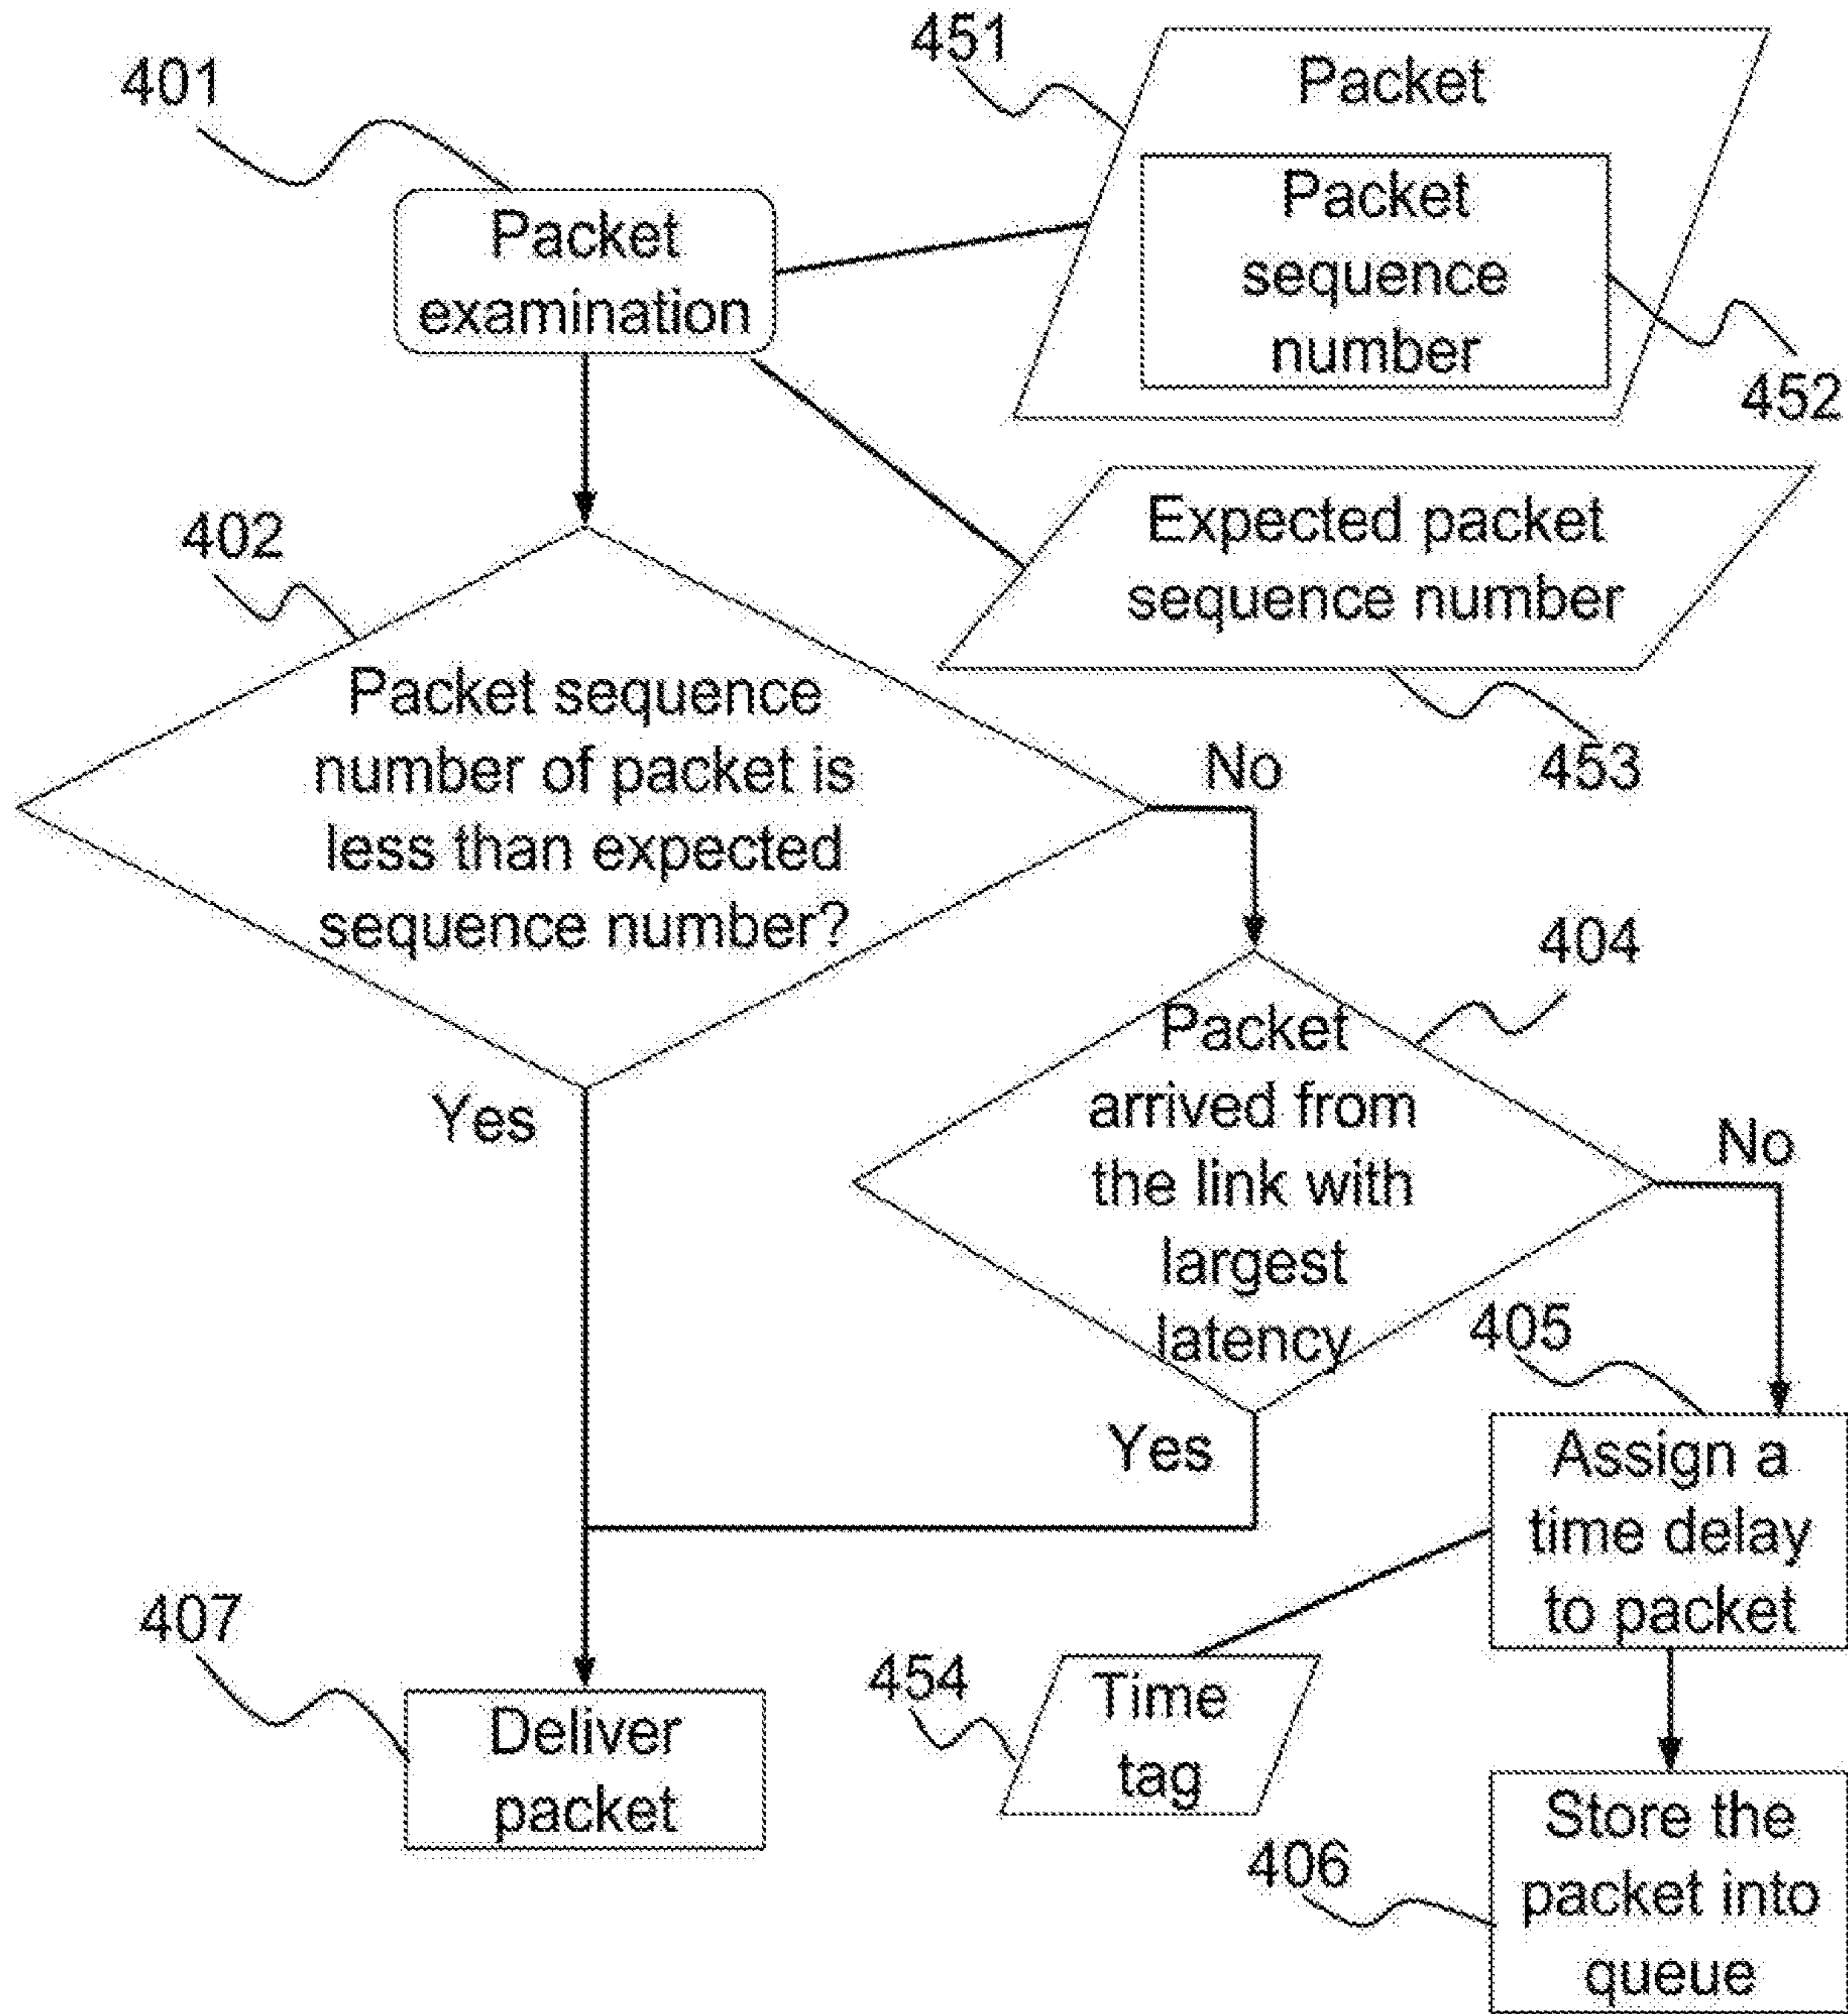 451
Packet
401
Packet
sequence
number
452
Packet
examination
Expected packet
sequence number
453
402
Packet sequence
number of packet is
less than expected
sequence number?
No
Yes
404
Packet
arrived from
the link with
largest
latency
No
Yes
405
Assign a
time delay
to packet
407
Deliver
packet
454
Time
tag
406
Store the
packet into
queue